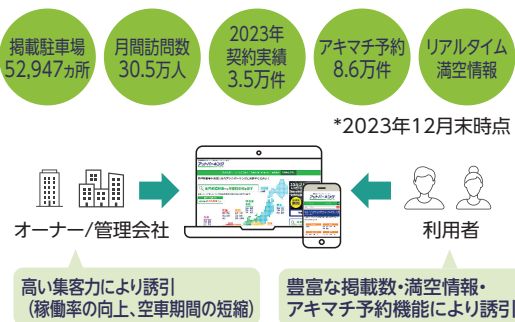 掲載駐車場
52,947ヵ所
月間訪問数
30.5万人
2023年
契約実績
3.5万件
アキマチ予約
8.6万件
リアルタイム
満空情報
*2023年12月末時点
オーナー/管理会社
利用者
高い集客力により誘引
(稼働率の向上、空車期間の短縮)
豊富な掲載数・満空情報・
アキマチ予約機能により誘引